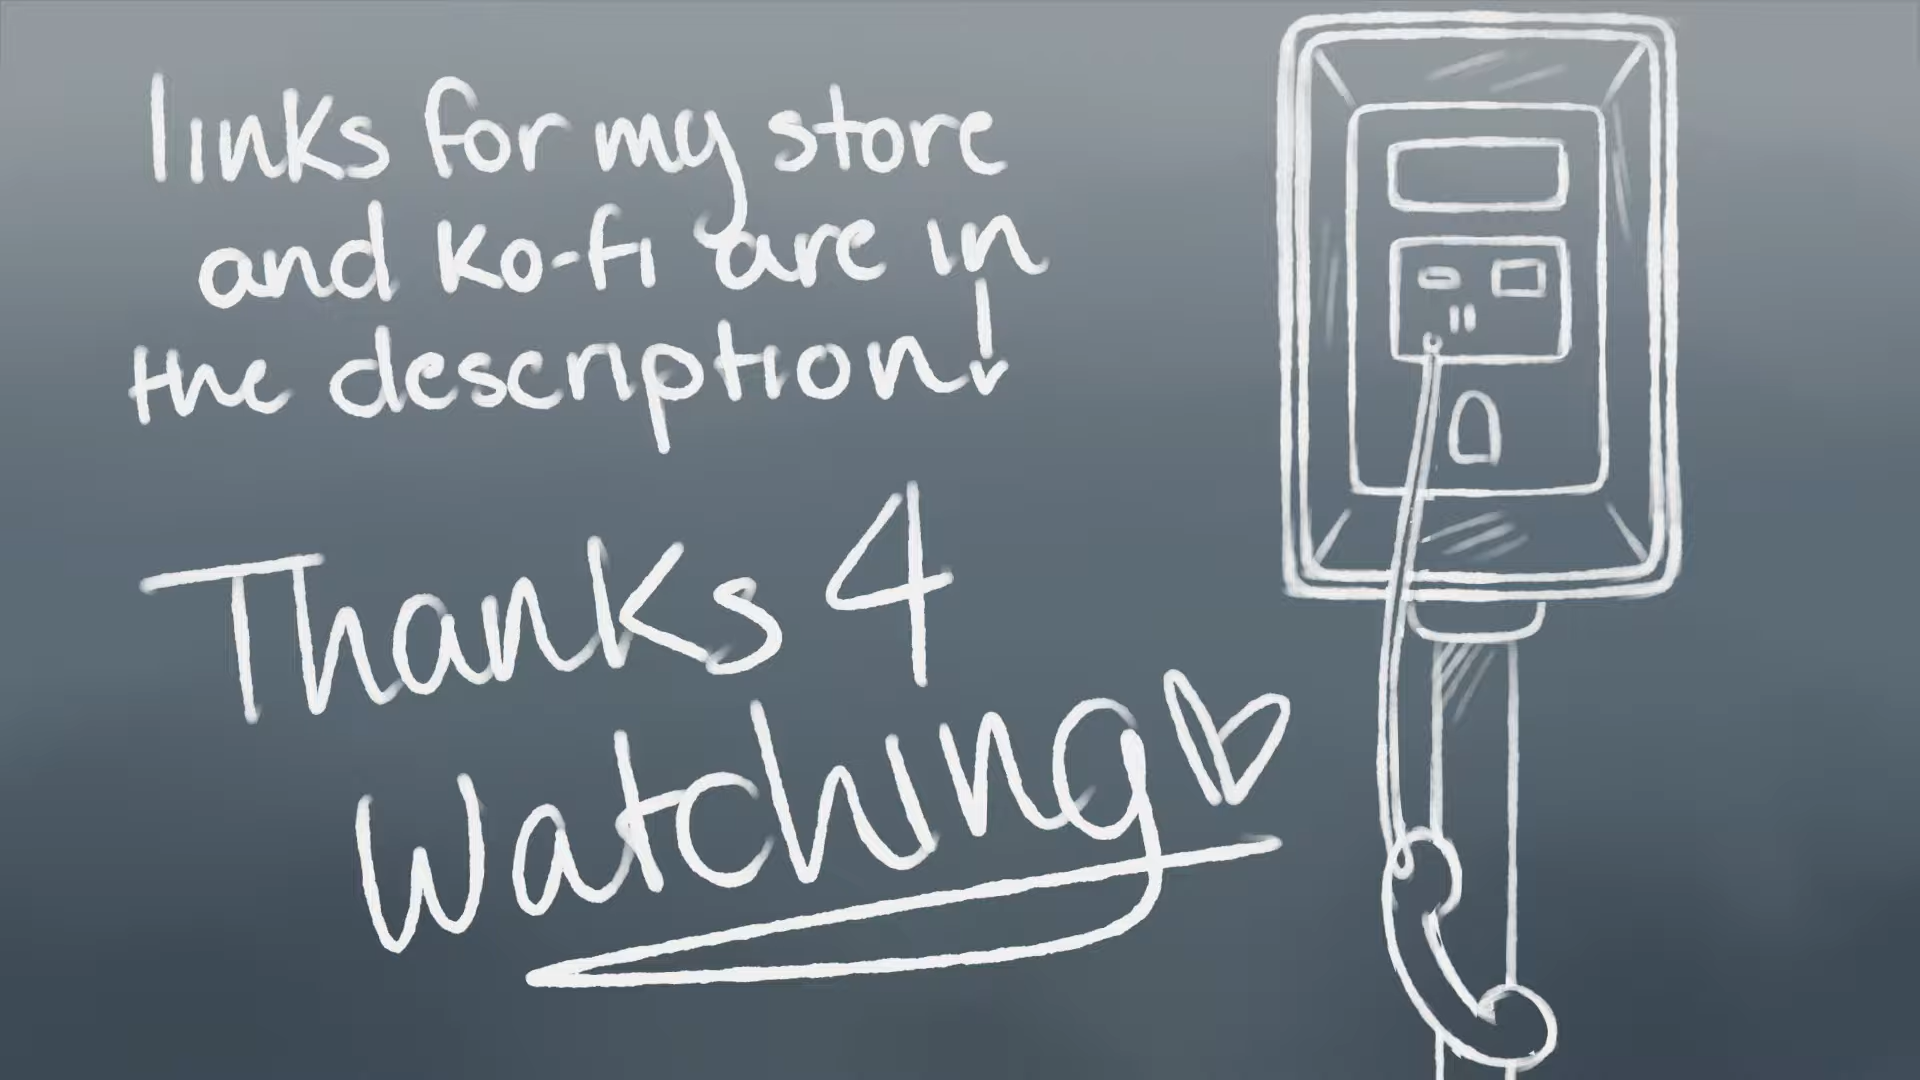 links for my store
and Ko-fi are in
the description!
Thanks 4
Watching